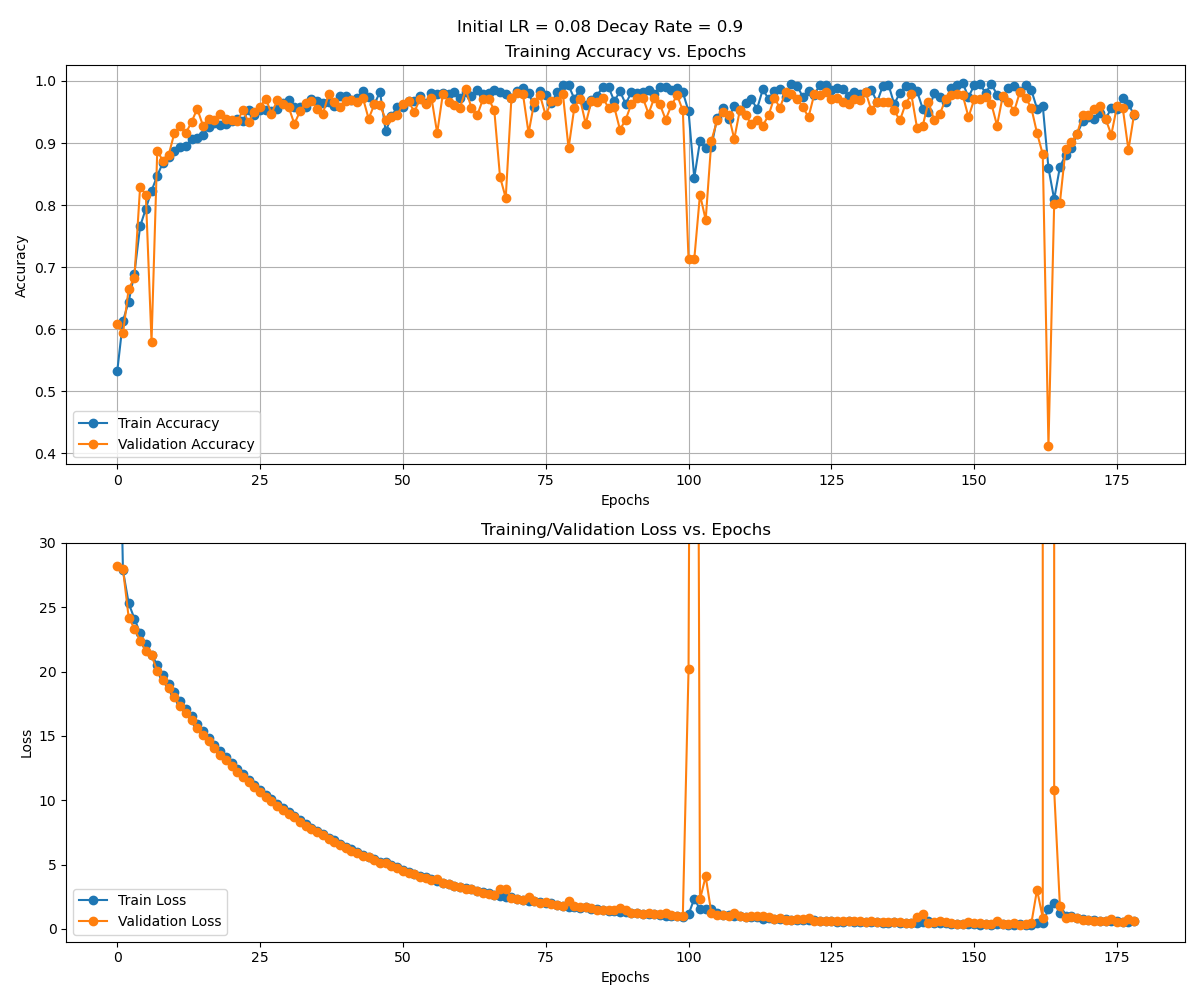 Initial LR = 0.08 Decay Rate = 0.9
Training Accuracy vs. Epochs
1.0
0.9
0.8
0.7
0.6
0.5
0.4
Accuracy
Train Accuracy
Validation Accuracy
0 25 50 75 100 125 150 175
Epochs
Training/Validation Loss vs. Epochs
30
25
20
15
10
5
0
Loss
Train Loss
Validation Loss
0 25 50 75 100 125 150 175
Epochs